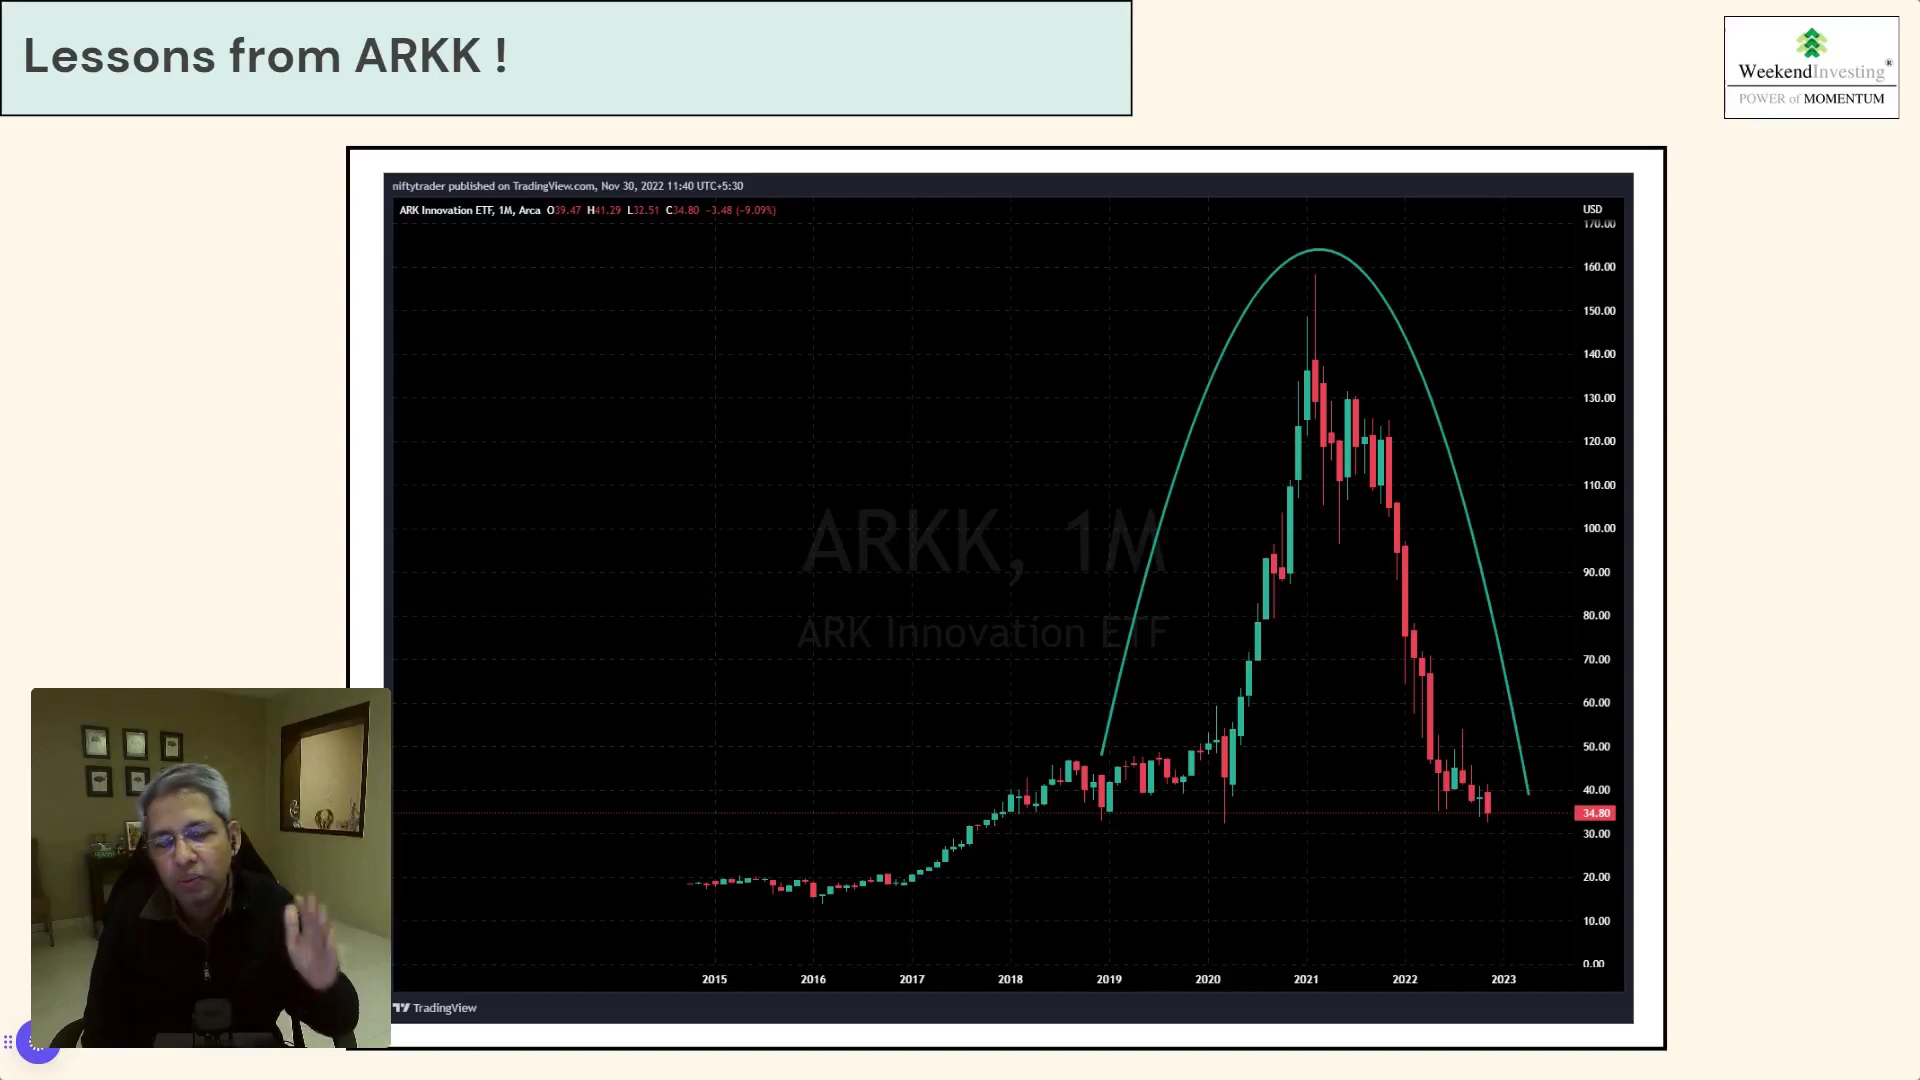 Lessons from ARKK !
WeekendInvesting®
POWER of MOMENTUM
niftytrader published on TradingView.com, Nov 30, 2022 11:40 UTC+5:30
ARK Innovation ETF, 1M, Arca O39.47 H41.29 L32.51 C34.80 −3.48 (−9.09%)
USD
170.00
160.00
150.00
140.00
130.00
120.00
110.00
100.00
90.00
80.00
70.00
60.00
50.00
40.00
34.80
30.00
20.00
10.00
0.00
ARKK, 1M
ARK Innovation ETF
2015 2016 2017 2018 2019 2020 2021 2022 2023
TradingView